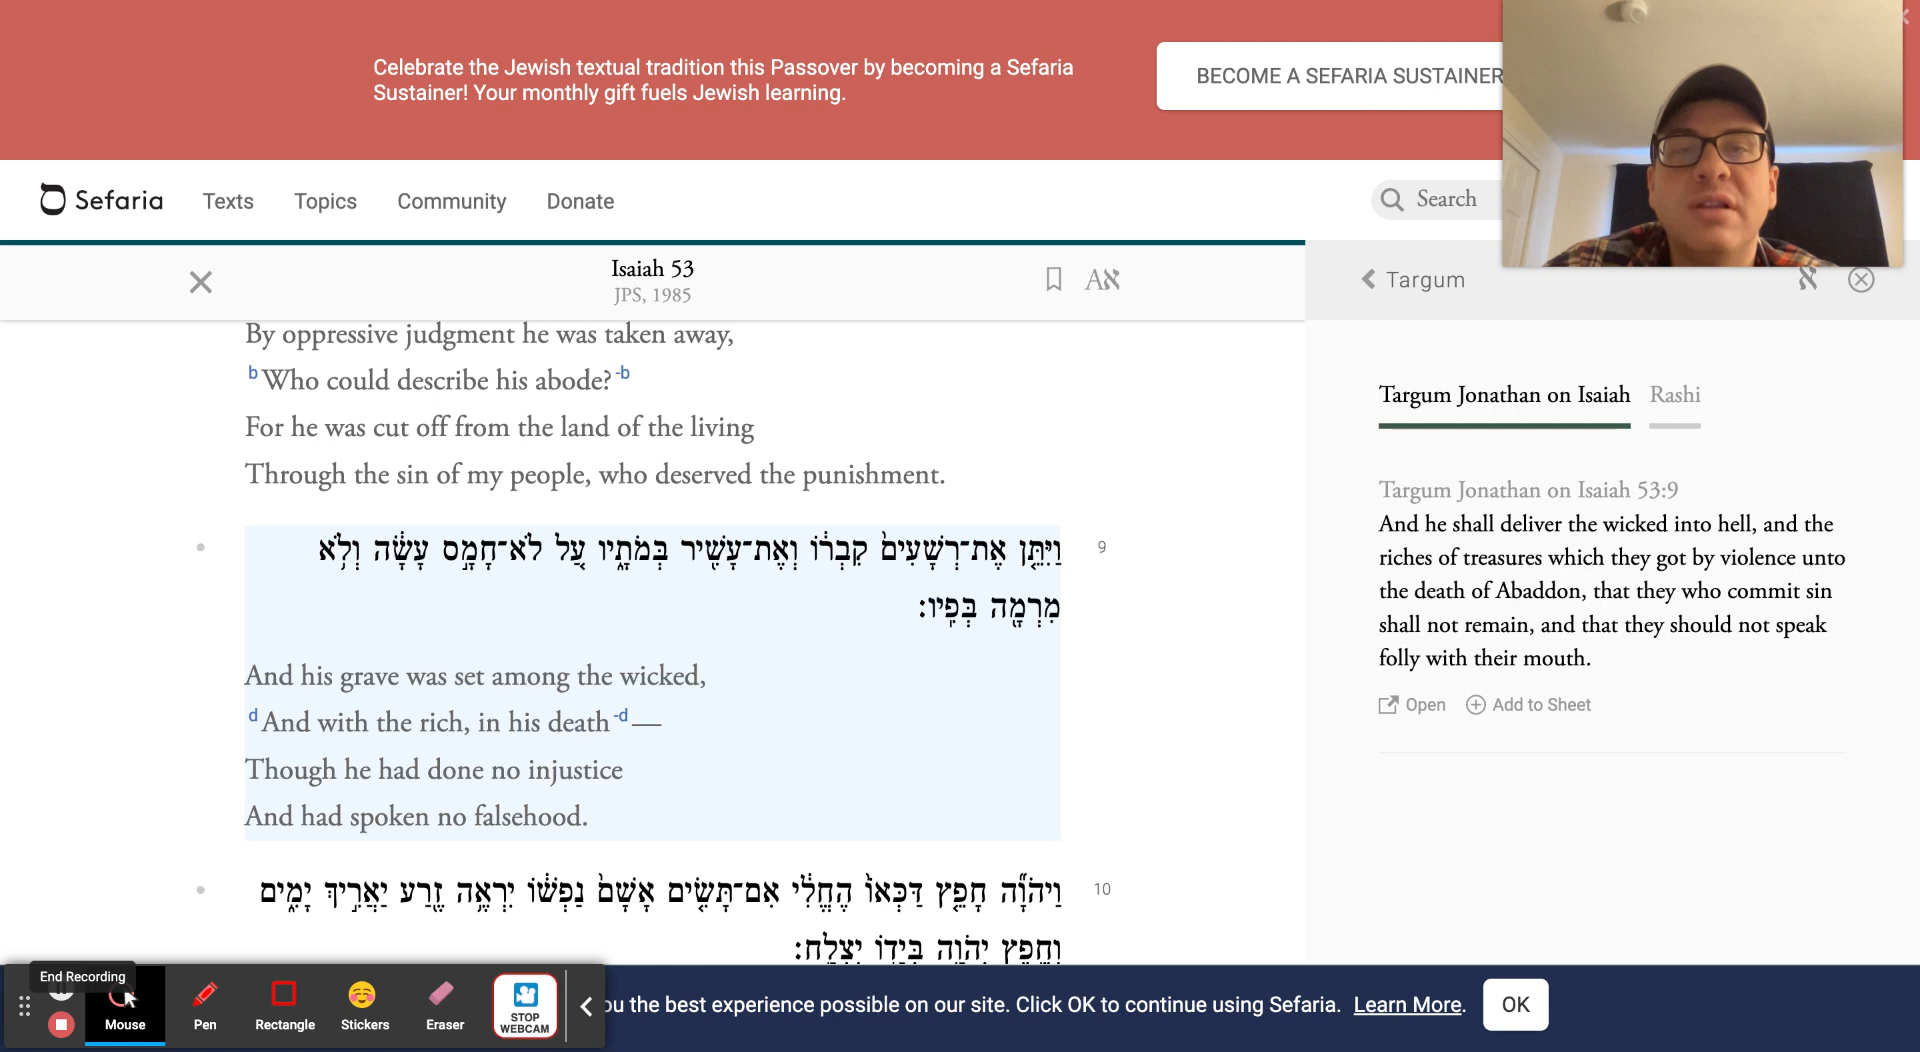 Celebrate the Jewish textual tradition this Passover by becoming a Sefaria
Sustainer! Your monthly gift fuels Jewish learning.
BECOME A SEFARIA SUSTAINER
Sefaria
Texts
Topics
Community
Donate
Search
Isaiah 53
JPS, 1985
Aא
Targum
א
By oppressive judgment he was taken away,
b Who could describe his abode? -b
For he was cut off from the land of the living
Through the sin of my people, who deserved the punishment.
9
וַיִּתֵּן אֶת־רְשָׁעִים֙ קִבְר֔וֹ וְאֶת־עָשִׁ֖יר בְּמֹתָ֑יו עַ֚ל לֹא־חָמָ֣ס עָשָׂ֔ה וְלֹ֥א
מִרְמָ֖ה בְּפִֽיו׃
And his grave was set among the wicked,
d And with the rich, in his death -d —
Though he had done no injustice
And had spoken no falsehood.
10
וַיהֹוָ֞ה חָפֵ֤ץ דַּכְּאוֹ֙ הֶֽחֱלִ֔י אִם־תָּשִׂ֤ים אָשָׁם֙ נַפְשׁ֔וֹ יִרְאֶ֥ה זֶ֖רַע יַאֲרִ֣יךְ יָמִ֑ים
וְחֵ֥פֶץ יְהֹוָ֖ה בְּיָד֥וֹ יִצְלָֽח׃
Targum Jonathan on Isaiah
Rashi
Targum Jonathan on Isaiah 53:9
And he shall deliver the wicked into hell, and the
riches of treasures which they got by violence unto
the death of Abaddon, that they who commit sin
shall not remain, and that they should not speak
folly with their mouth.
Open
Add to Sheet
End Recording
Mouse
Pen
Rectangle
Stickers
Eraser
STOP
WEBCAM
ou the best experience possible on our site. Click OK to continue using Sefaria. Learn More.
OK